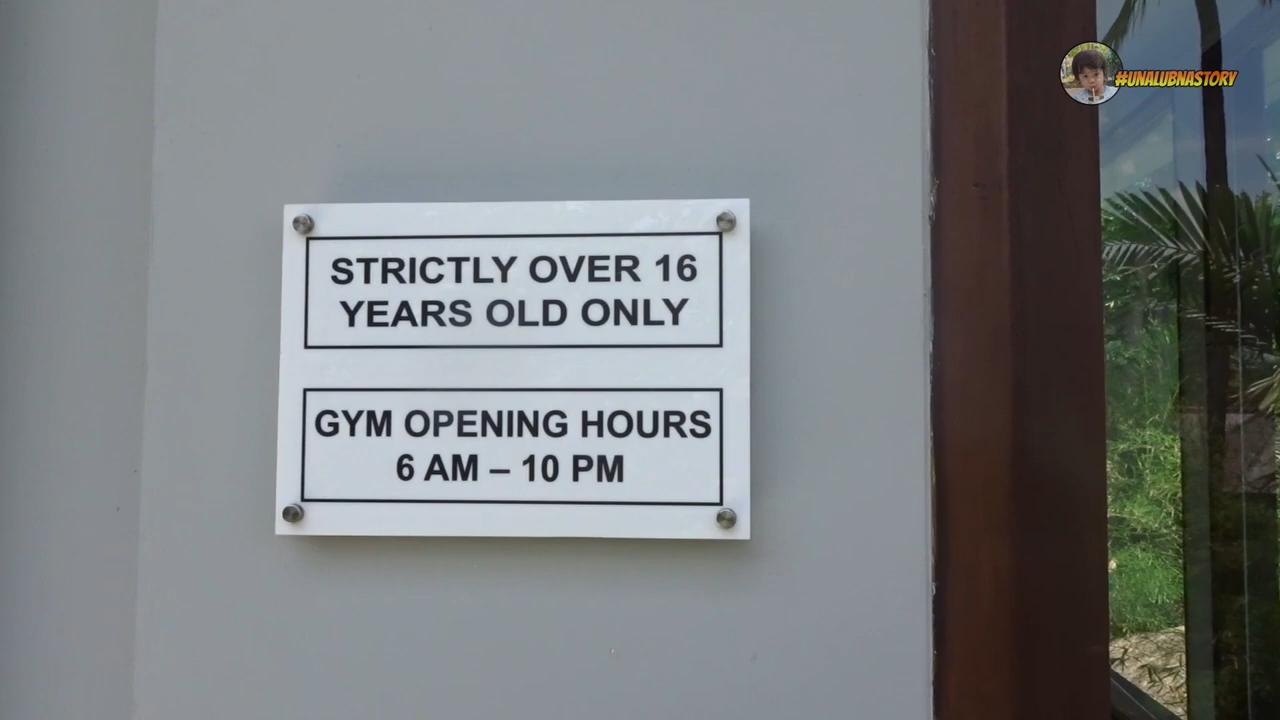 #UNALUBNASTORY
STRICTLY OVER 16
YEARS OLD ONLY
GYM OPENING HOURS
6 AM – 10 PM